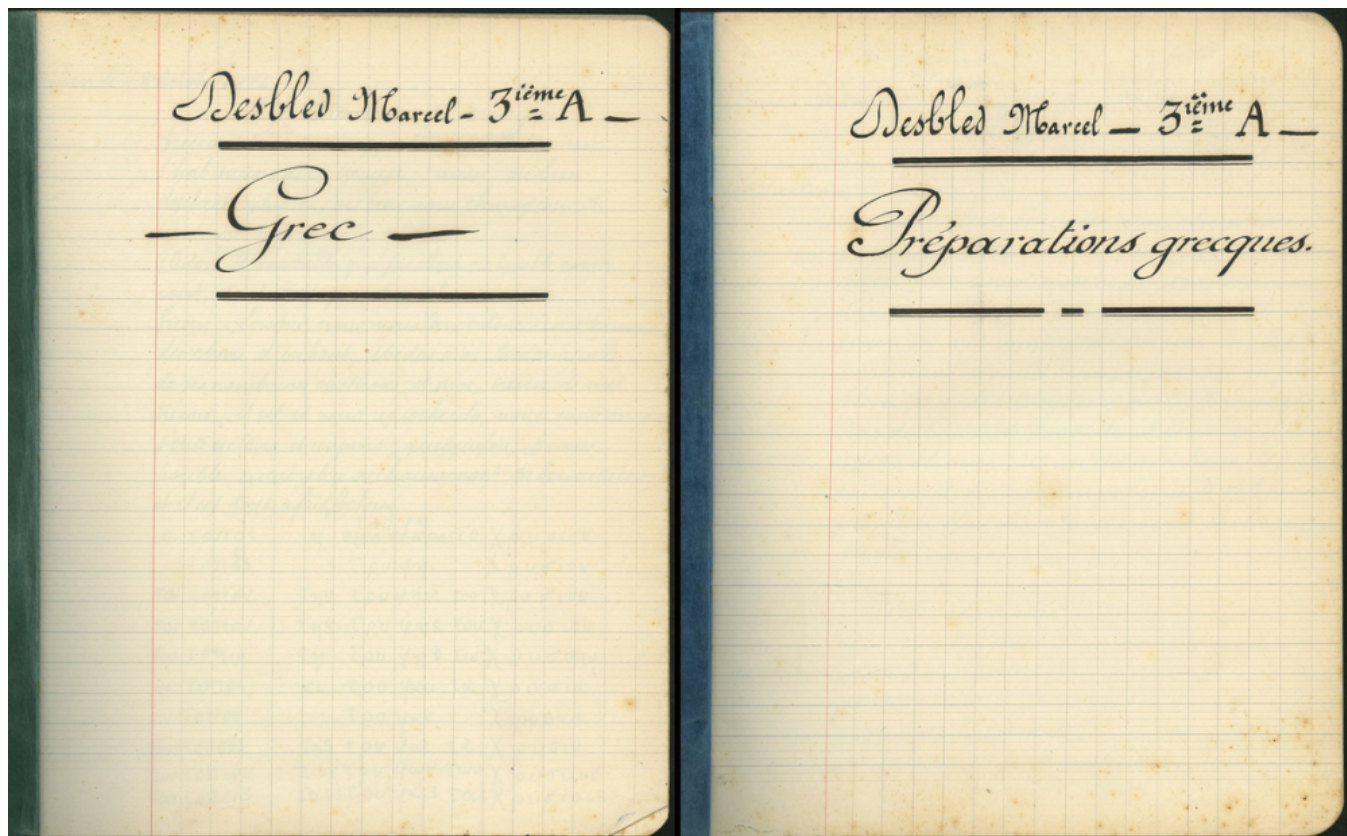 Desbled Marcel - 3ième A —
— Grec —
Desbled Marcel — 3ième A —
Préparations grecques.